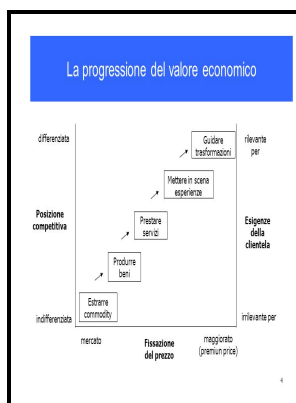 La progressione del valore economico
differenziata
Guidare
trasformazioni
rilevante
per
Mettere in scena
esperienze
Posizione
competitiva
Prestare
servizi
Esigenze
della
clientela
Produrre
beni
Estrarre
commodity
indifferenziata
irrilevante per
mercato
Fissazione
del prezzo
maggiorato
(premiun price)
4